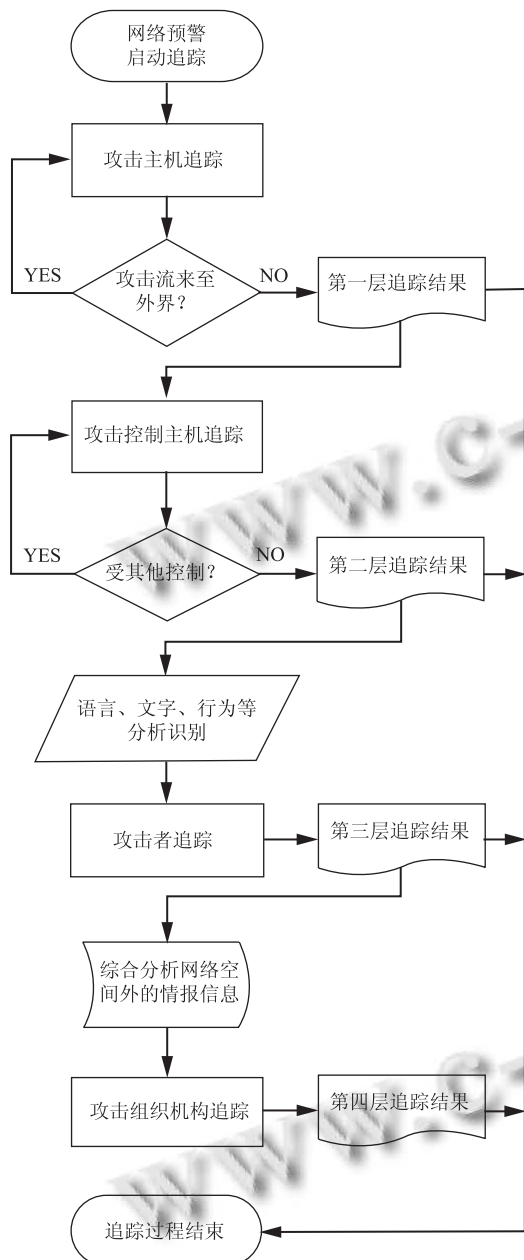 网络预警
启动追踪
攻击主机追踪
YES
攻击流来至
外界?
NO
第一层追踪结果
攻击控制主机追踪
YES
受其他控制?
NO
第二层追踪结果
语言、文字、行为等
分析识别
攻击者追踪
第三层追踪结果
综合分析网络空
间外的情报信息
攻击组织机构追踪
第四层追踪结果
追踪过程结束
www.c-
www.c-